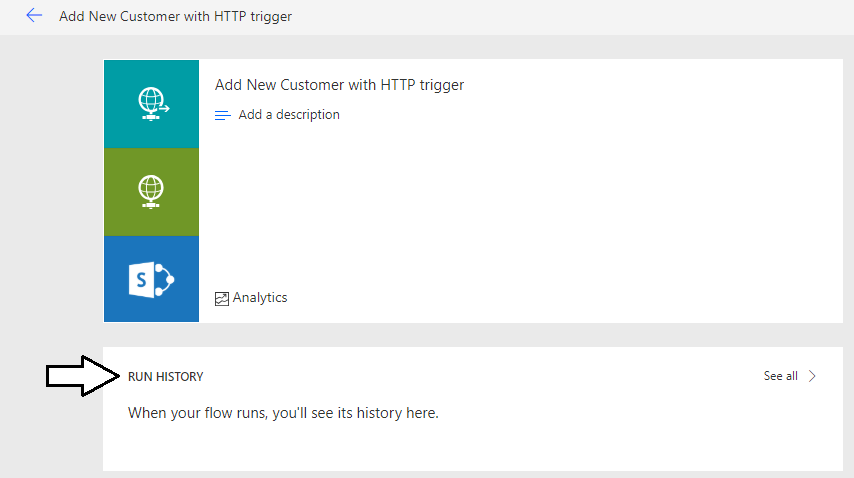 Add New Customer with HTTP trigger
Add New Customer with HTTP trigger
Add a description
S
Analytics
RUN HISTORY
See all
When your flow runs, you'll see its history here.